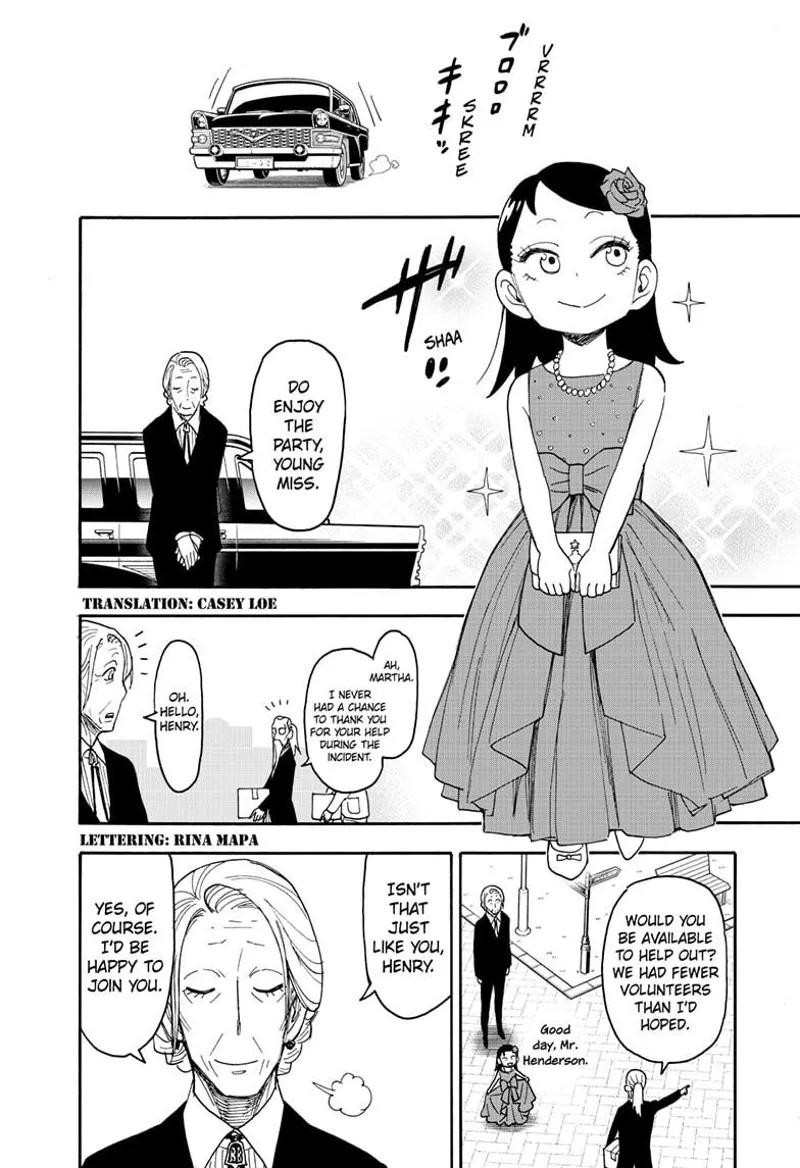 ブロロロ
VRRRRM
キキッ
SKREE
ザッ
SHAA
DO
ENJOY
THE
PARTY,
YOUNG
MISS.
TRANSLATION: CASEY LOE
AH,
MARTHA.
I NEVER
HAD A CHANCE
TO THANK YOU
FOR YOUR HELP
DURING THE
INCIDENT.
OH.
HELLO,
HENRY.
LETTERING: RINA MAPA
WOULD YOU
BE AVAILABLE
TO HELP OUT?
WE HAD FEWER
VOLUNTEERS
THAN I'D
HOPED.
Good
day, Mr.
Henderson.
ISN'T
THAT
JUST
LIKE YOU,
HENRY.
YES, OF
COURSE.
I'D BE
HAPPY TO
JOIN YOU.